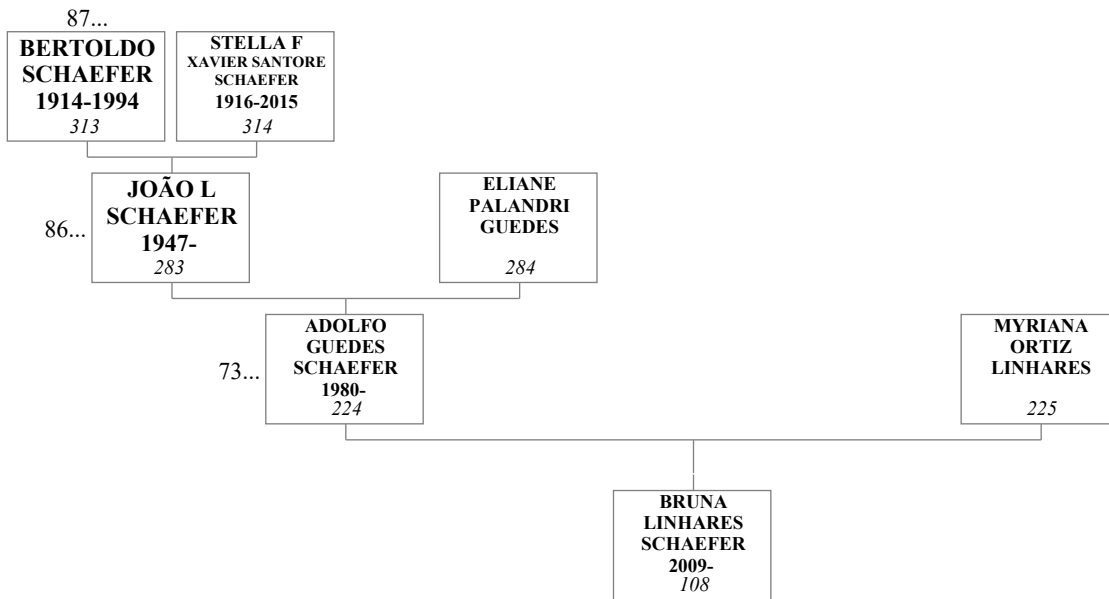 87...
BERTOLDO
SCHAEFER
1914-1994
313
STELLA F
XAVIER SANTORE
SCHAEFER
1916-2015
314
86...
JOÃO L
SCHAEFER
1947-
283
ELIANE
PALANDRI
GUEDES
284
73...
ADOLFO
GUEDES
SCHAEFER
1980-
224
MYRIANA
ORTIZ
LINHARES
225
BRUNA
LINHARES
SCHAEFER
2009-
108